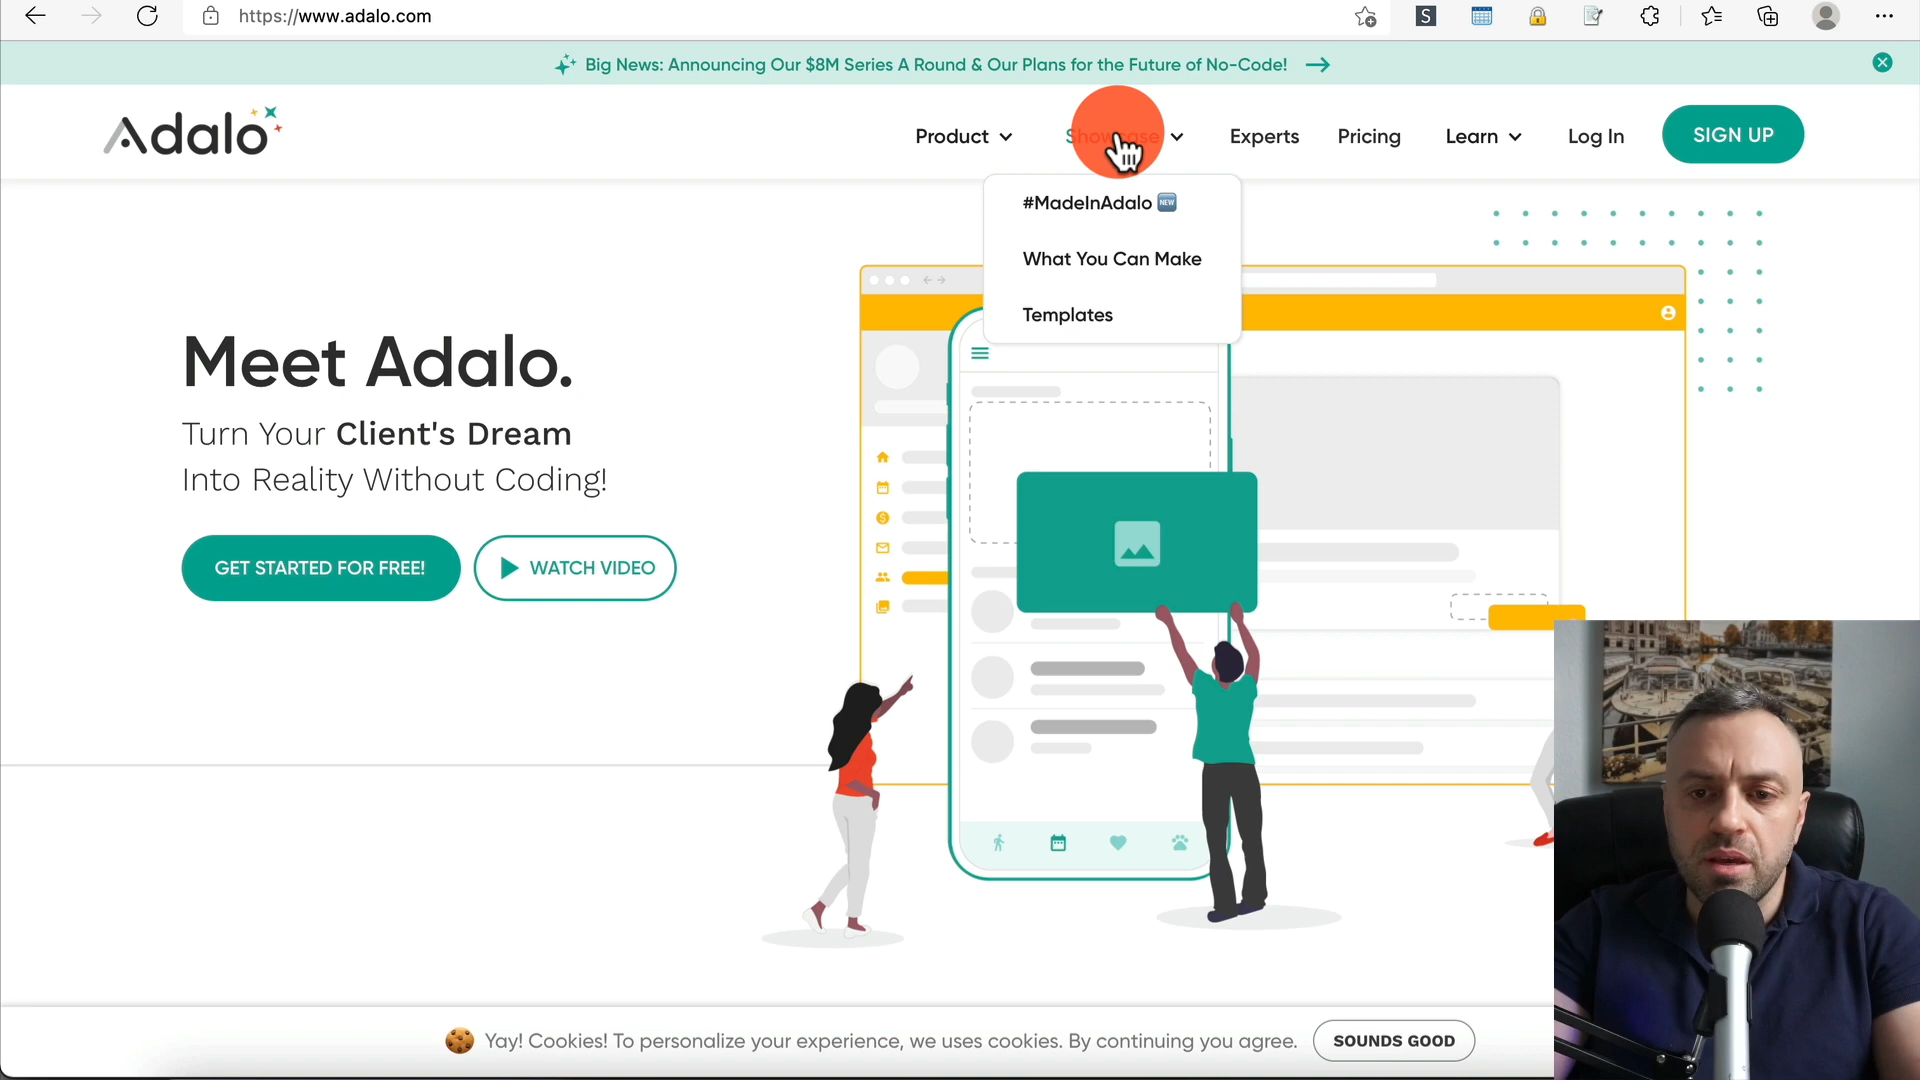 https://www.adalo.com
S
Big News: Announcing Our $8M Series A Round & Our Plans for the Future of No-Code!
Adalo
Product
Showcase
Experts
Pricing
Learn
Log In
SIGN UP
#MadeInAdalo NEW
What You Can Make
Templates
Meet Adalo.
Turn Your Client's Dream
Into Reality Without Coding!
GET STARTED FOR FREE!
WATCH VIDEO
Yay! Cookies! To personalize your experience, we uses cookies. By continuing you agree.
SOUNDS GOOD